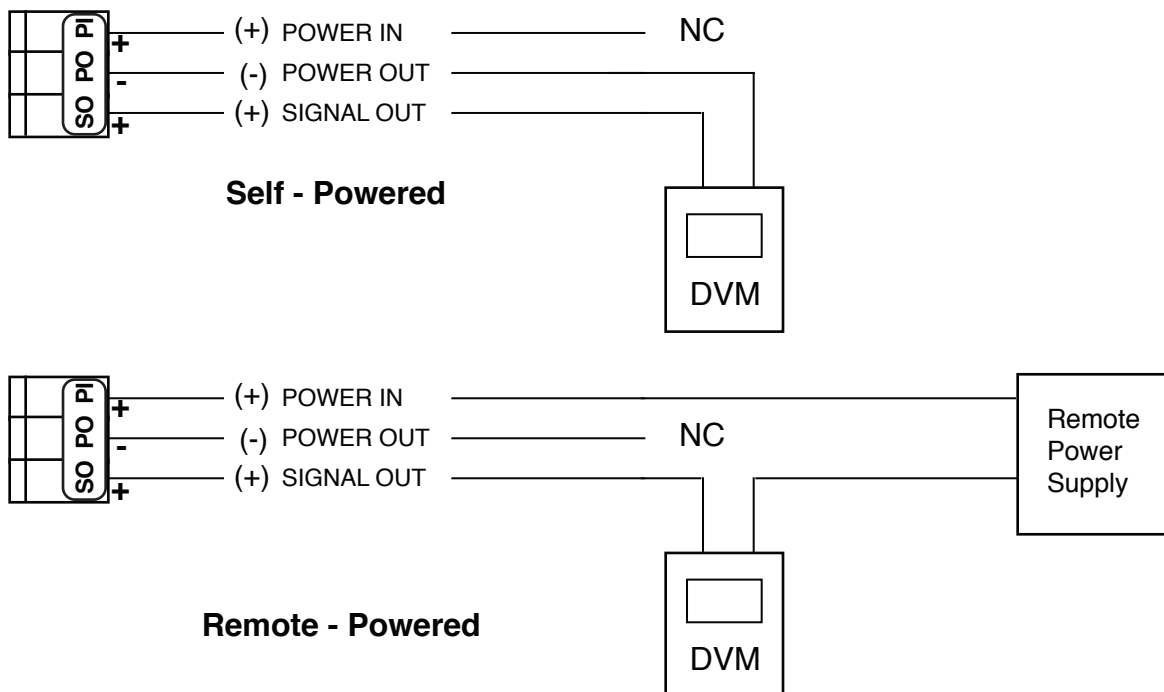 PI + (+) POWER IN NC
PO - (-) POWER OUT
SO + (+) SIGNAL OUT
Self - Powered
DVM
PI + (+) POWER IN
PO - (-) POWER OUT NC
SO + (+) SIGNAL OUT
Remote
Power
Supply
Remote - Powered
DVM